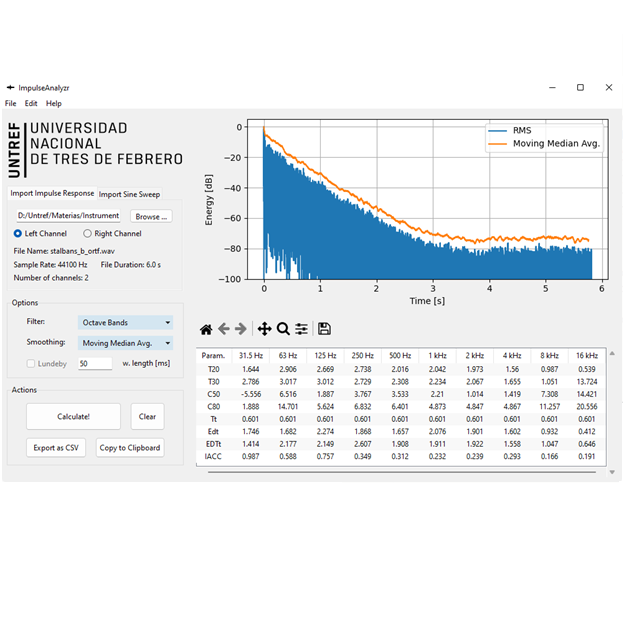 ImpulseAnalyzr
File Edit Help
UNTREF
UNIVERSIDAD
NACIONAL
DE TRES DE FEBRERO
Import Impulse Response Import Sine Sweep
D:/Untref/Materias/Instrument Browse ...
Left Channel Right Channel
File Name: stalbans_b_ortf.wav
Sample Rate: 44100 Hz File Duration: 6.0 s
Number of channels: 2
Options
Filter: Octave Bands
Smoothing: Moving Median Avg.
Lundeby 50 w. length [ms]
Actions
Calculate! Clear
Export as CSV Copy to Clipboard
RMS
Moving Median Avg.
Energy [dB]
0
−20
−40
−60
−80
−100
0 1 2 3 4 5 6
Time [s]
Param. 31.5 Hz 63 Hz 125 Hz 250 Hz 500 Hz 1 kHz 2 kHz 4 kHz 8 kHz 16 kHz
T20 1.644 2.906 2.669 2.738 2.016 2.042 1.973 1.56 0.987 0.539
T30 2.786 3.017 3.012 2.729 2.308 2.234 2.067 1.655 1.051 13.724
C50 -5.556 6.516 1.887 3.767 3.533 2.21 1.014 1.419 7.308 14.421
C80 1.888 14.701 5.624 6.832 6.401 4.873 4.847 4.867 11.257 20.556
Tt 0.601 0.601 0.601 0.601 0.601 0.601 0.601 0.601 0.601 0.601
Edt 1.746 1.682 2.274 1.868 1.657 2.076 1.901 1.602 0.932 0.412
EDTt 1.414 2.177 2.149 2.607 1.908 1.911 1.922 1.558 1.047 0.646
IACC 0.987 0.588 0.757 0.349 0.312 0.232 0.239 0.293 0.166 0.191